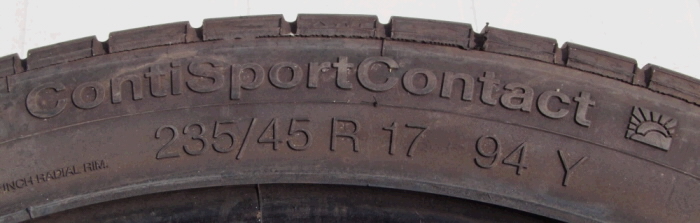 ContiSportContact
235/45 R 17 94 Y
INCH RADIAL RIM.